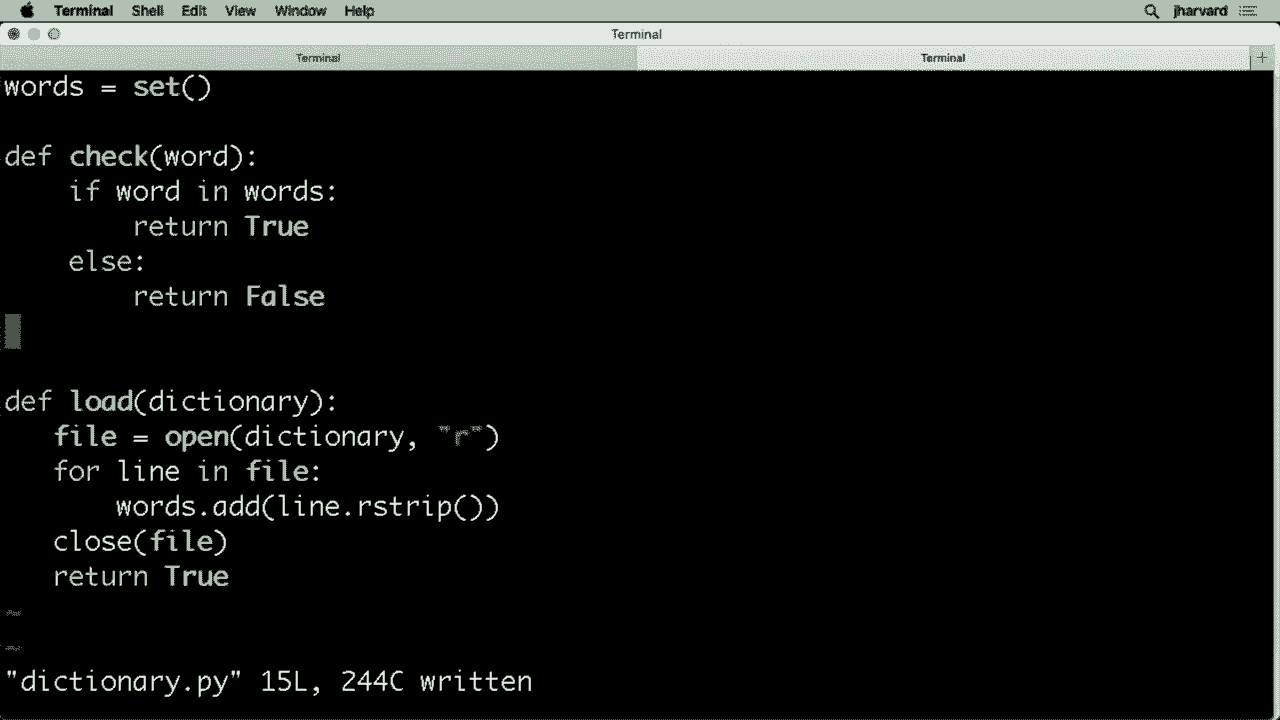 Terminal Shell Edit View Window Help jharvard
Terminal
Terminal Terminal +
words = set()
def check(word):
    if word in words:
        return True
    else:
        return False
def load(dictionary):
   file = open(dictionary, "r")
   for line in file:
       words.add(line.rstrip())
   close(file)
   return True
~
~
"dictionary.py" 15L, 244C written